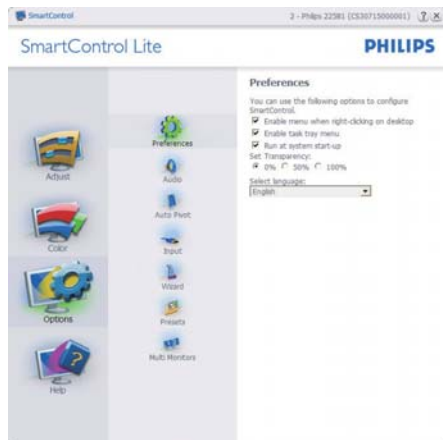 SmartControl
2 - Philips 225B1 (CS30715000001)
? X
SmartControl Lite
PHILIPS
Adjust
Color
Options
Help
Preferences
Audio
Auto Pivot
Input
Wizard
Presets
Multi Monitors
Preferences
You can use the following options to configure
SmartControl.
Enable menu when right-clicking on desktop
Enable task tray menu
Run at system start-up
Set Transparency:
0% 50% 100%
Select language:
English